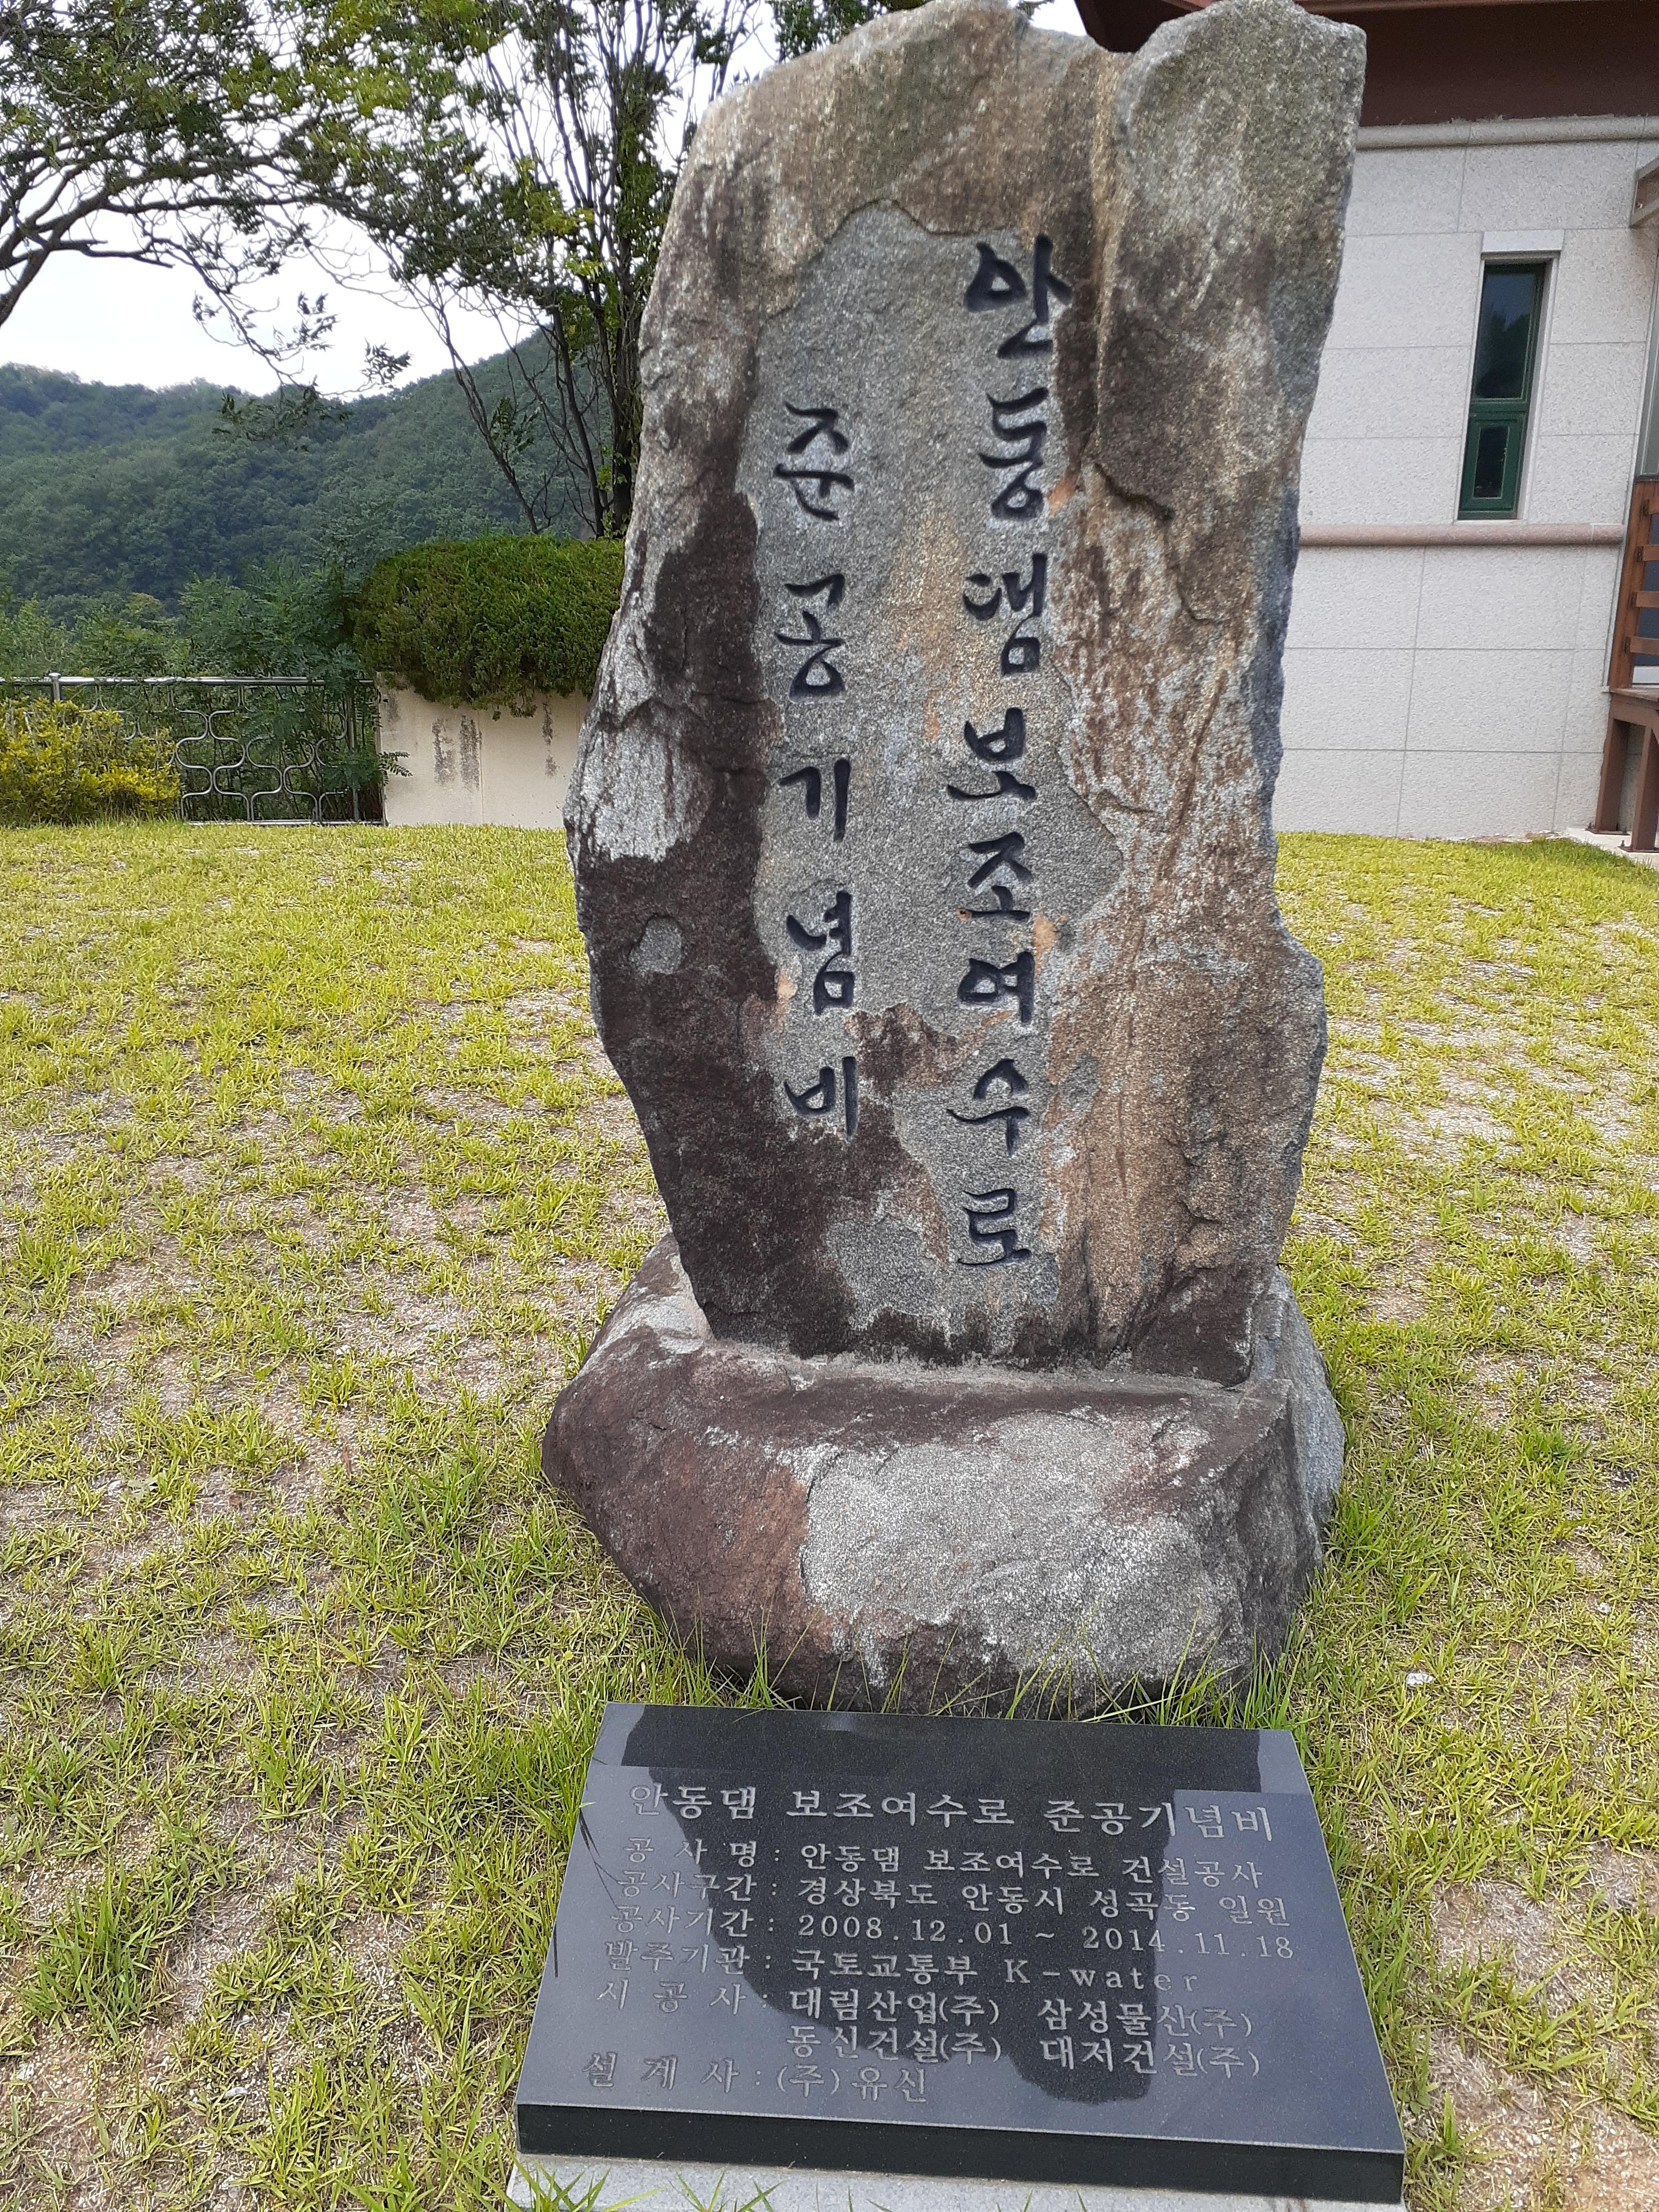 안동댐보조여수로
준공기념비
안동댐 보조여수로 준공기념비
공 사 명 : 안동댐 보조여수로 건설공사
공사구간 : 경상북도 안동시 성곡동 일원
공사기간 : 2008.12.01 ~ 2014.11.18
발주기관 : 국토교통부 K-water
시 공 사 : 대림산업(주) 삼성물산(주)
동신건설(주) 대저건설(주)
설 계 사 : (주)유신